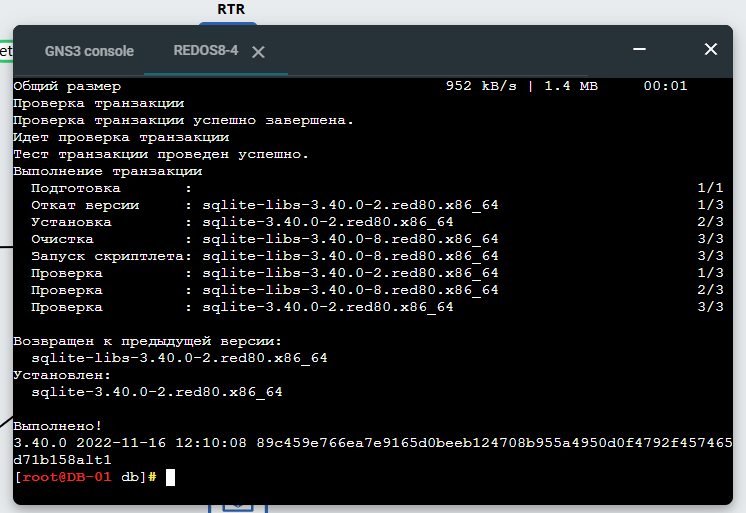 RTR
et
GNS3 console
REDOS8-4
Общий размер 952 kB/s | 1.4 MB 00:01
Проверка транзакции
Проверка транзакции успешно завершена.
Идет проверка транзакции
Тест транзакции проведен успешно.
Выполнение транзакции
Подготовка : 1/1
Откат версии : sqlite-libs-3.40.0-2.red80.x86_64 1/3
Установка : sqlite-3.40.0-2.red80.x86_64 2/3
Очистка : sqlite-libs-3.40.0-8.red80.x86_64 3/3
Запуск скриптлета: sqlite-libs-3.40.0-8.red80.x86_64 3/3
Проверка : sqlite-libs-3.40.0-2.red80.x86_64 1/3
Проверка : sqlite-libs-3.40.0-8.red80.x86_64 2/3
Проверка : sqlite-3.40.0-2.red80.x86_64 3/3
Возвращен к предыдущей версии:
sqlite-libs-3.40.0-2.red80.x86_64
Установлен:
sqlite-3.40.0-2.red80.x86_64
Выполнено!
3.40.0 2022-11-16 12:10:08 89c459e766ea7e9165d0beeb124708b955a4950d0f4792f457465
d71b158alt1
[root@DB-01 db]#